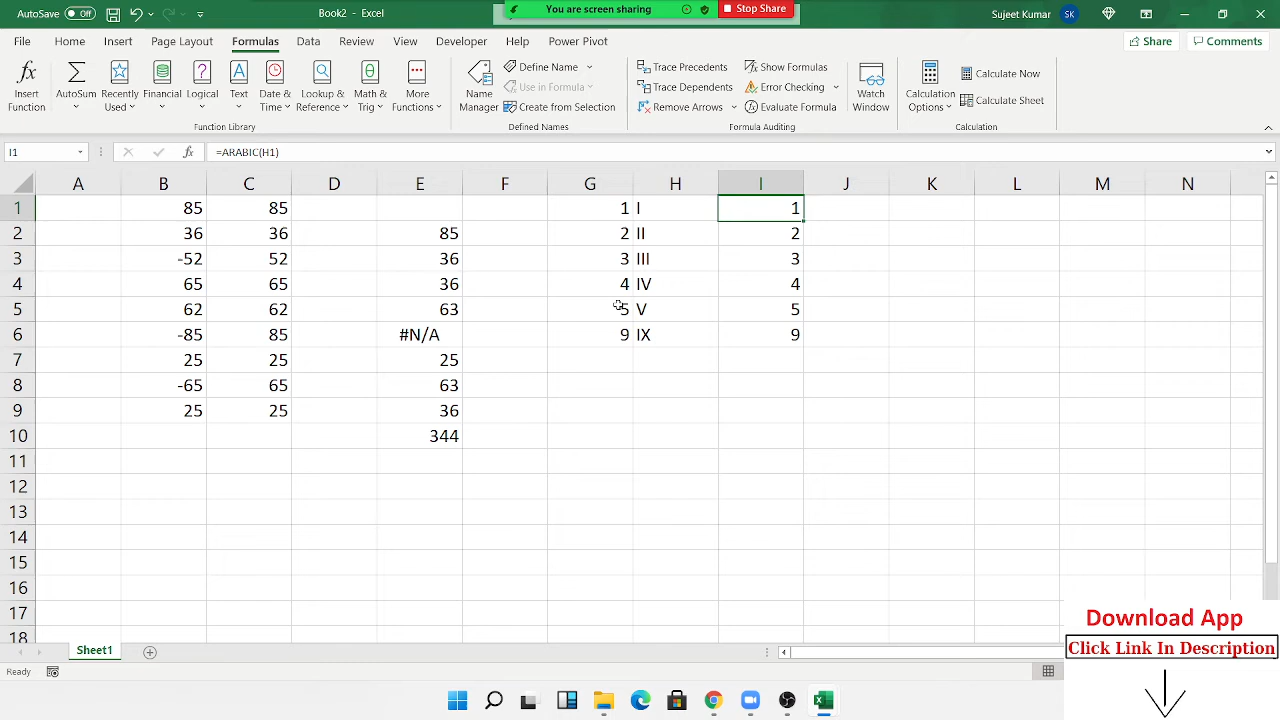 AutoSave Off Book2 - Excel You are screen sharing Stop Share Sujeet Kumar SK
File Home Insert Page Layout Formulas Data Review View Developer Help Power Pivot Share Comments
Insert Function
AutoSum
Recently Used
Financial
Logical
Text
Date & Time
Lookup & Reference
Math & Trig
More Functions
Function Library
Name Manager
Define Name
Use in Formula
Create from Selection
Defined Names
Trace Precedents
Trace Dependents
Remove Arrows
Show Formulas
Error Checking
Evaluate Formula
Formula Auditing
Watch Window
Calculation Options
Calculate Now
Calculate Sheet
Calculation
I1 fx =ARABIC(H1)
A B C D E F G H I J K L M N
1 85 85 1 I 1
2 36 36 85 2 II 2
3 -52 52 36 3 III 3
4 65 65 36 4 IV 4
5 62 62 63 5 V 5
6 -85 85 #N/A 9 IX 9
7 25 25 25
8 -65 65 63
9 25 25 36
10 344
11
12
13
14
15
16
17
18
Sheet1
Ready
Download App
Click Link In Description